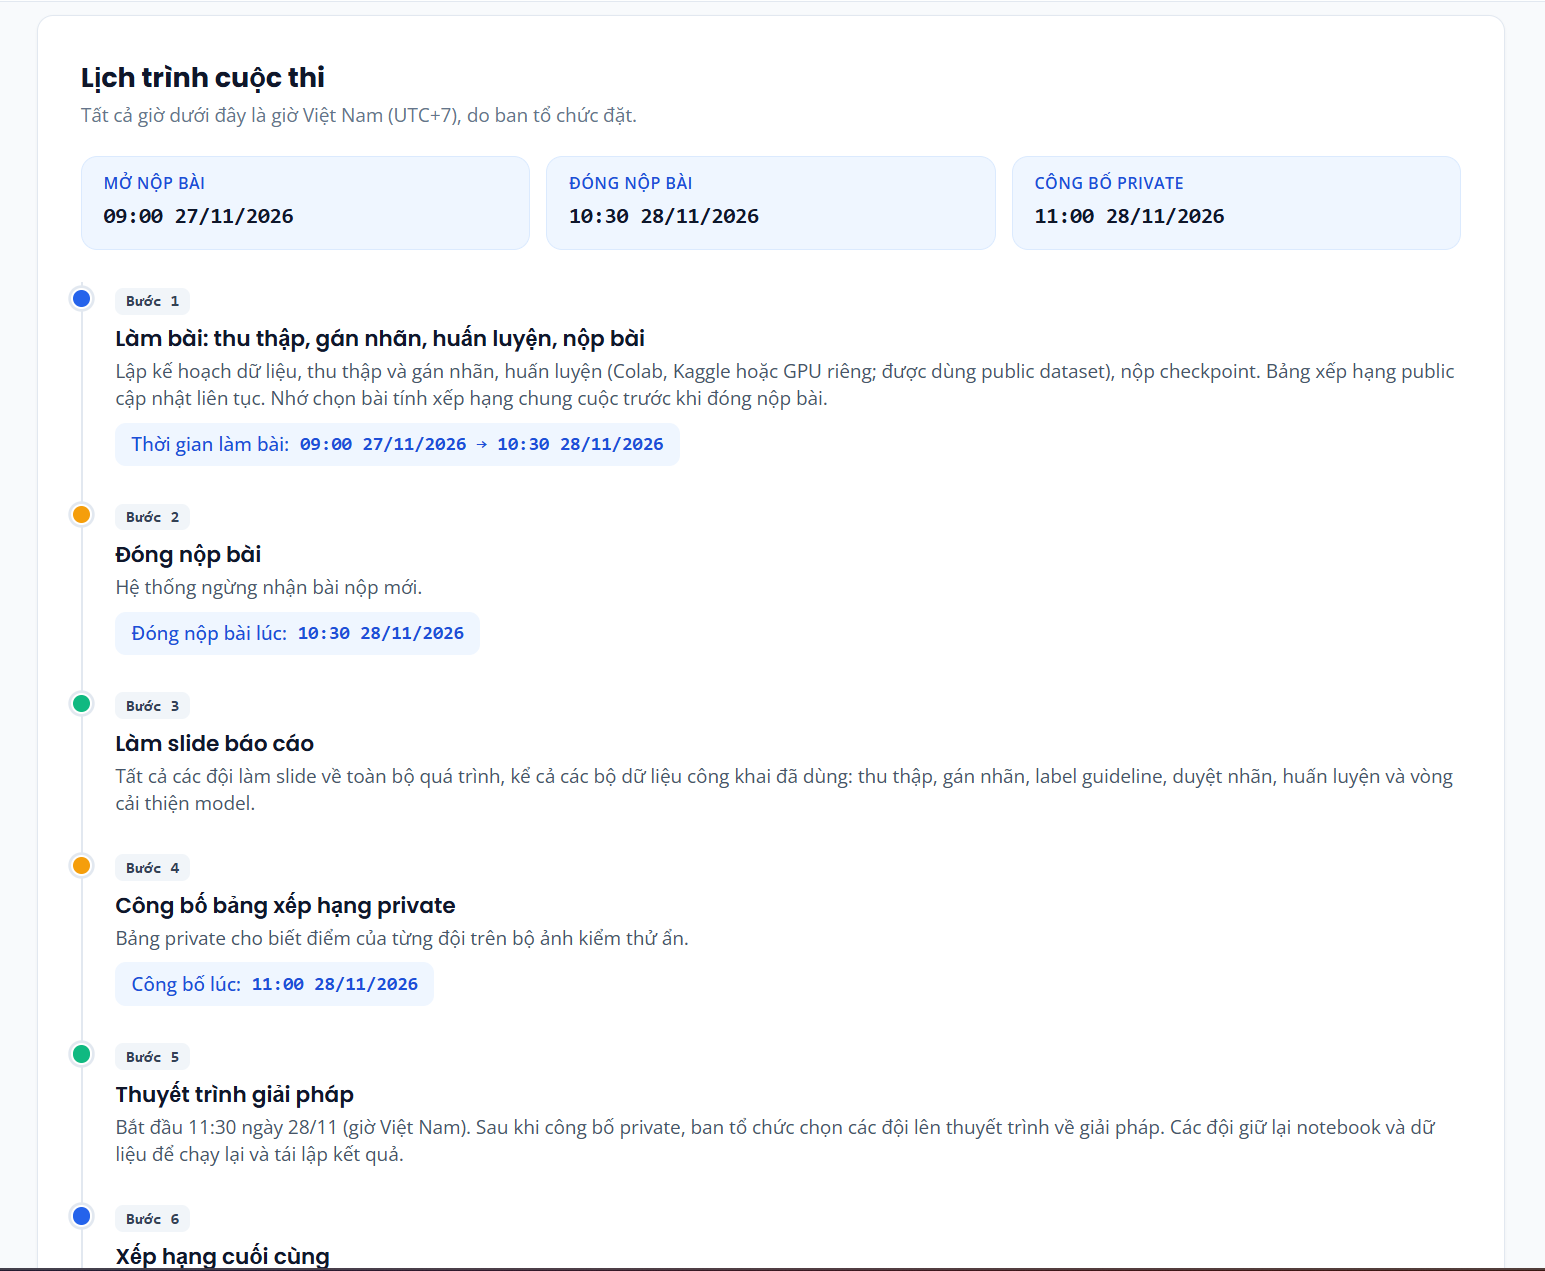 Lịch trình cuộc thi
Tất cả giờ dưới đây là giờ Việt Nam (UTC+7), do ban tổ chức đặt.
MỞ NỘP BÀI
09:00 27/11/2026
ĐÓNG NỘP BÀI
10:30 28/11/2026
CÔNG BỐ PRIVATE
11:00 28/11/2026
Bước 1
Làm bài: thu thập, gán nhãn, huấn luyện, nộp bài
Lập kế hoạch dữ liệu, thu thập và gán nhãn, huấn luyện (Colab, Kaggle hoặc GPU riêng; được dùng public dataset), nộp checkpoint. Bảng xếp hạng public
cập nhật liên tục. Nhớ chọn bài tính xếp hạng chung cuộc trước khi đóng nộp bài.
Thời gian làm bài: 09:00 27/11/2026 → 10:30 28/11/2026
Bước 2
Đóng nộp bài
Hệ thống ngừng nhận bài nộp mới.
Đóng nộp bài lúc: 10:30 28/11/2026
Bước 3
Làm slide báo cáo
Tất cả các đội làm slide về toàn bộ quá trình, kể cả các bộ dữ liệu công khai đã dùng: thu thập, gán nhãn, label guideline, duyệt nhãn, huấn luyện và vòng
cải thiện model.
Bước 4
Công bố bảng xếp hạng private
Bảng private cho biết điểm của từng đội trên bộ ảnh kiểm thử ẩn.
Công bố lúc: 11:00 28/11/2026
Bước 5
Thuyết trình giải pháp
Bắt đầu 11:30 ngày 28/11 (giờ Việt Nam). Sau khi công bố private, ban tổ chức chọn các đội lên thuyết trình về giải pháp. Các đội giữ lại notebook và dữ
liệu để chạy lại và tái lập kết quả.
Bước 6
Xếp hạng cuối cùng